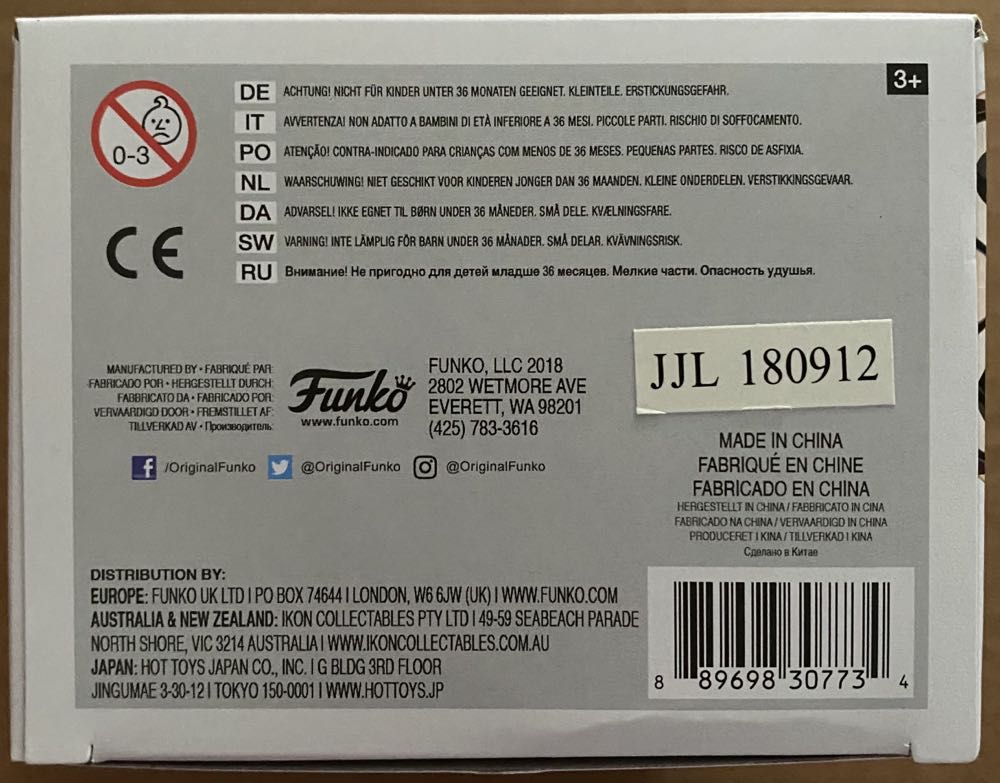 3+
0-3
DE ACHTUNG! NICHT FÜR KINDER UNTER 36 MONATEN GEEIGNET. KLEINTEILE. ERSTICKUNGSGEFAHR.
IT AVVERTENZA! NON ADATTO A BAMBINI DI ETÀ INFERIORE A 36 MESI. PICCOLE PARTI. RISCHIO DI SOFFOCAMENTO.
PO ATENÇÃO! CONTRA-INDICADO PARA CRIANÇAS COM MENOS DE 36 MESES. PEQUENAS PARTES. RISCO DE ASFIXIA.
NL WAARSCHUWING! NIET GESCHIKT VOOR KINDEREN JONGER DAN 36 MAANDEN. KLEINE ONDERDELEN. VERSTIKKINGSGEVAAR.
DA ADVARSEL! IKKE EGNET TIL BØRN UNDER 36 MÅNEDER. SMÅ DELE. KVÆLNINGSFARE.
SW VARNING! INTE LÄMPLIG FÖR BARN UNDER 36 MÅNADER. SMÅ DELAR. KVÄVNINGSRISK.
RU Внимание! Не пригодно для детей младше 36 месяцев. Мелкие части. Опасность удушья.
CE
MANUFACTURED BY • FABRIQUÉ PAR:
FABRICADO POR • HERGESTELLT DURCH:
FABBRICATO DA • FABRICADO POR:
VERVAARDIGD DOOR • FREMSTILLET AF:
TILLVERKAD AV • Производитель:
Funko
www.funko.com
FUNKO, LLC 2018
2802 WETMORE AVE
EVERETT, WA 98201
(425) 783-3616
JJL 180912
/OriginalFunko @OriginalFunko @OriginalFunko
MADE IN CHINA
FABRIQUÉ EN CHINE
FABRICADO EN CHINA
HERGESTELLT IN CHINA / FABBRICATO IN CINA
FABRICADO NA CHINA / VERVAARDIGD IN CHINA
PRODUCERET I KINA / TILLVERKAD I KINA
Сделано в Китае
DISTRIBUTION BY:
EUROPE: FUNKO UK LTD | PO BOX 74644 | LONDON, W6 6JW (UK) | WWW.FUNKO.COM
AUSTRALIA & NEW ZEALAND: IKON COLLECTABLES PTY LTD | 49-59 SEABEACH PARADE
NORTH SHORE, VIC 3214 AUSTRALIA | WWW.IKONCOLLECTABLES.COM.AU
JAPAN: HOT TOYS JAPAN CO., INC. | G BLDG 3RD FLOOR
JINGUMAE 3-30-12 | TOKYO 150-0001 | WWW.HOTTOYS.JP
8 89698 30773 4